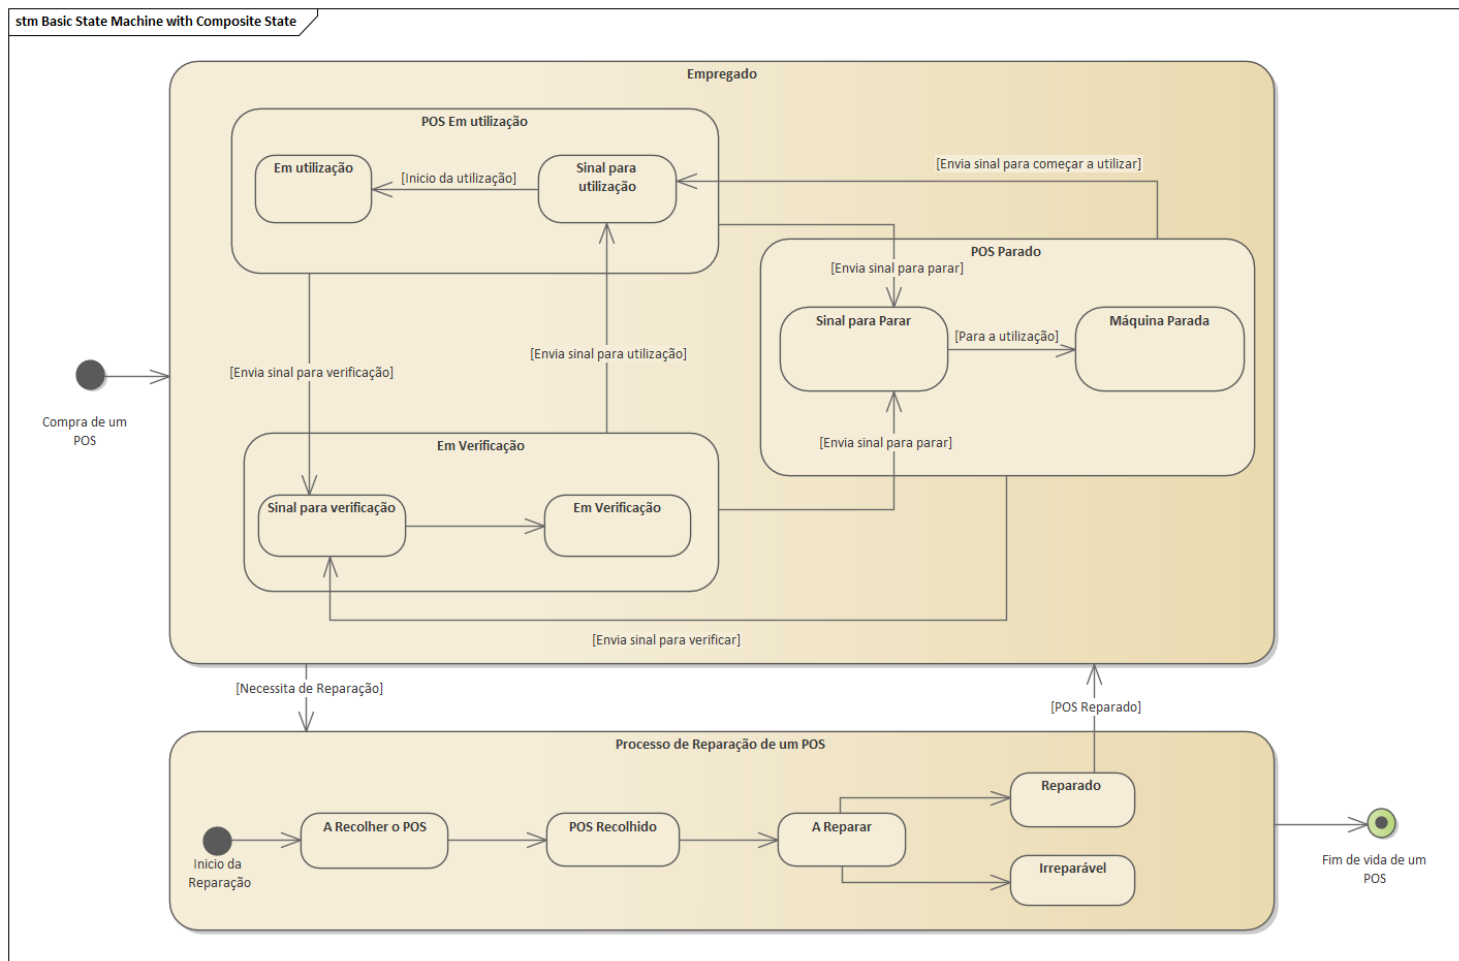 stm Basic State Machine with Composite State
Empregado
POS Em utilização
Em utilização
[Inicio da utilização]
Sinal para
utilização
[Envia sinal para começar a utilizar]
POS Parado
[Envia sinal para parar]
Sinal para Parar
[Para a utilização]
Máquina Parada
[Envia sinal para utilização]
[Envia sinal para verificação]
Compra de um
POS
Em Verificação
[Envia sinal para parar]
Sinal para verificação
Em Verificação
[Envia sinal para verificar]
[Necessita de Reparação]
[POS Reparado]
Processo de Reparação de um POS
Inicio da
Reparação
A Recolher o POS
POS Recolhido
A Reparar
Reparado
Irreparável
Fim de vida de um
POS